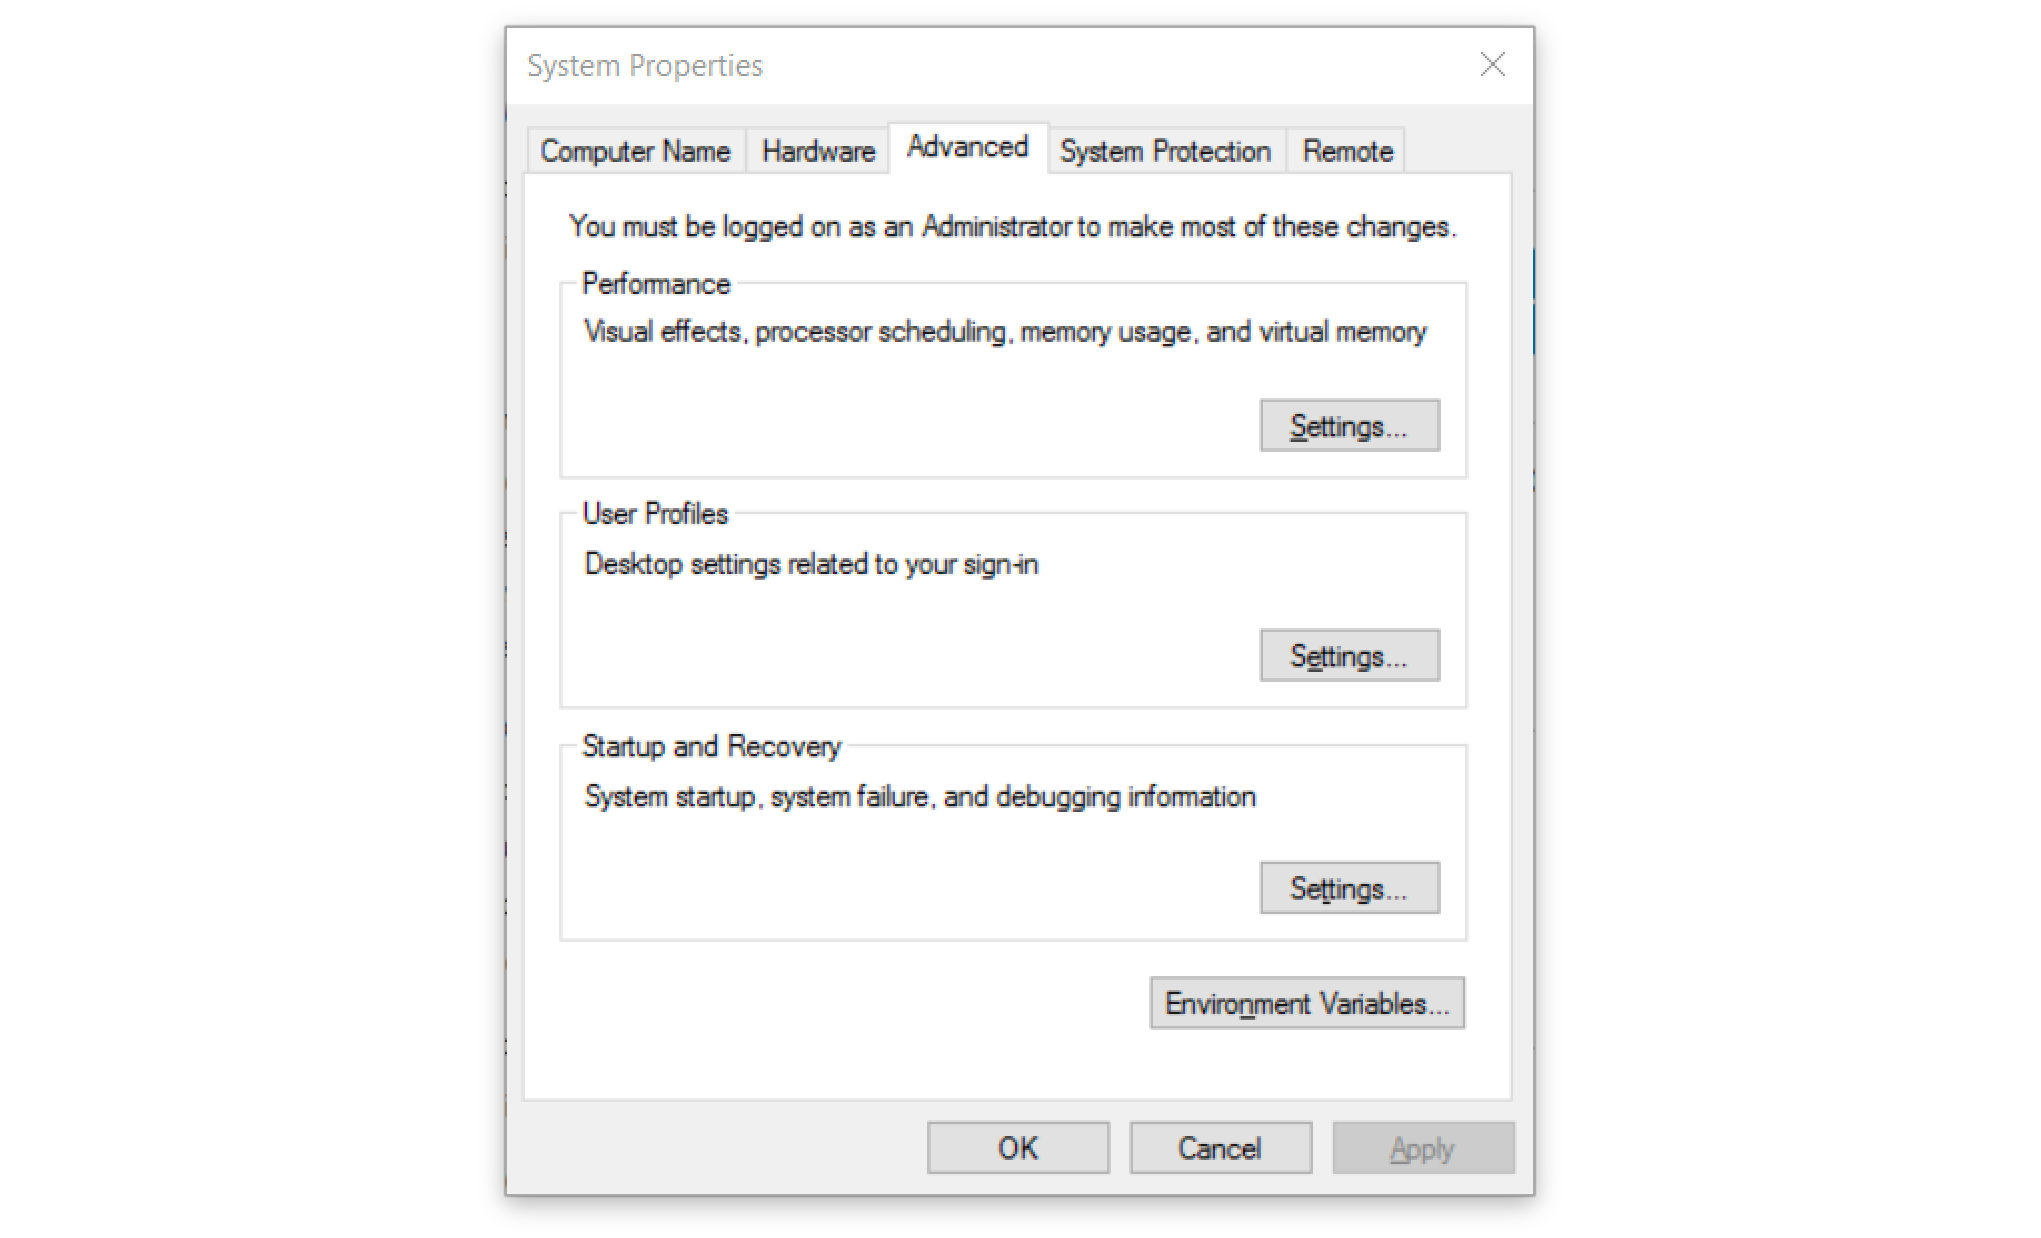 System Properties
Computer Name Hardware Advanced System Protection Remote
You must be logged on as an Administrator to make most of these changes.
Performance
Visual effects, processor scheduling, memory usage, and virtual memory
Settings...
User Profiles
Desktop settings related to your sign-in
Settings...
Startup and Recovery
System startup, system failure, and debugging information
Settings...
Environment Variables...
OK Cancel Apply